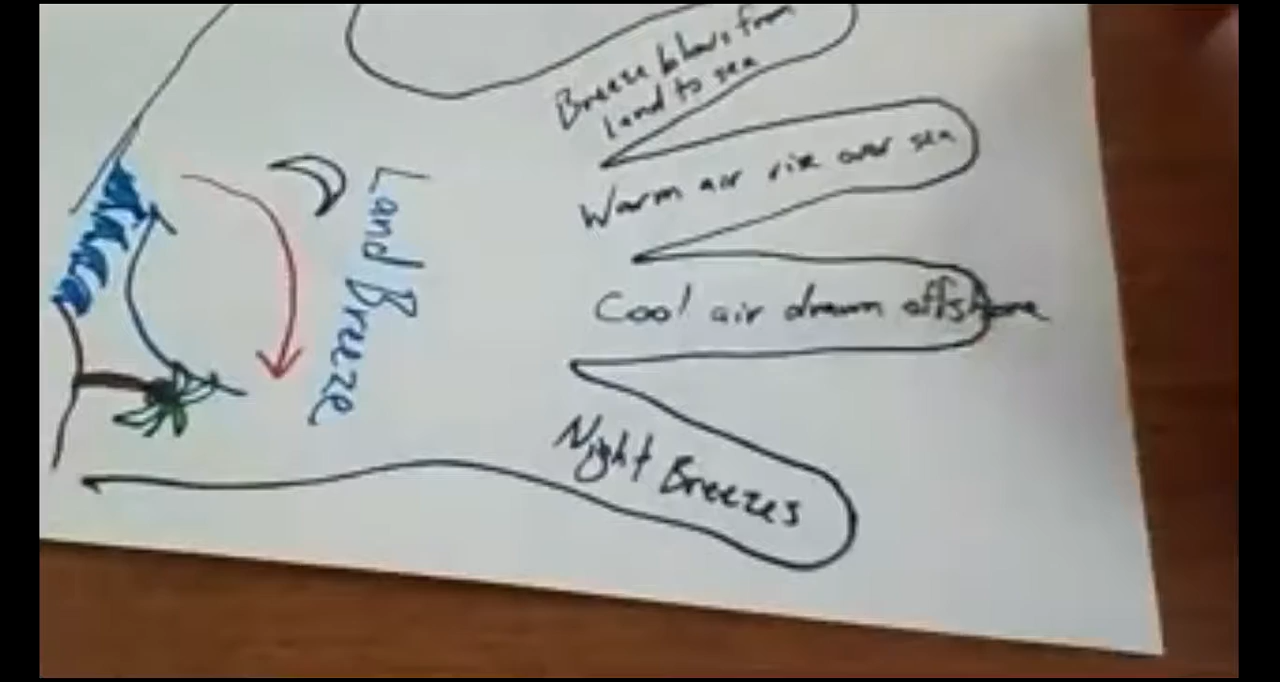 Breeze blows from
land to sea
Warm air rise over sea
Cool air drawn offshore
Night Breezes
Land Breeze